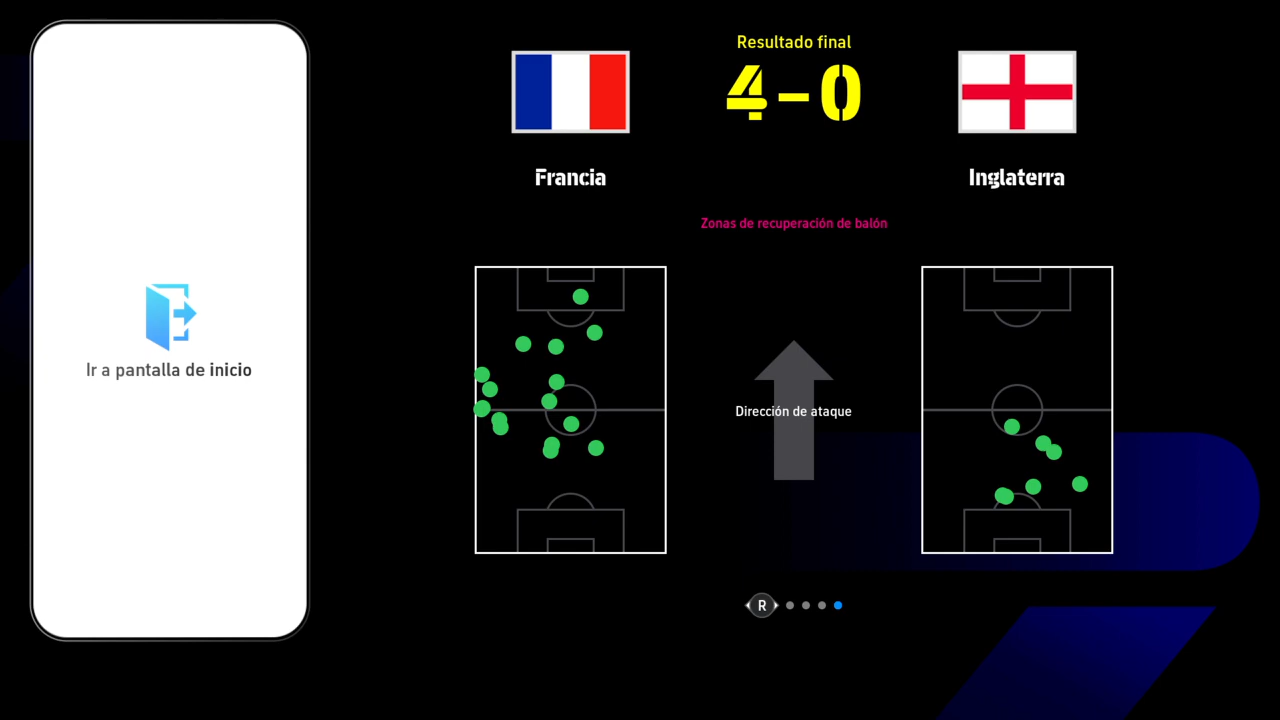 Resultado final
4-0
Francia
Inglaterra
Zonas de recuperación de balón
Ir a pantalla de inicio
Dirección de ataque
R